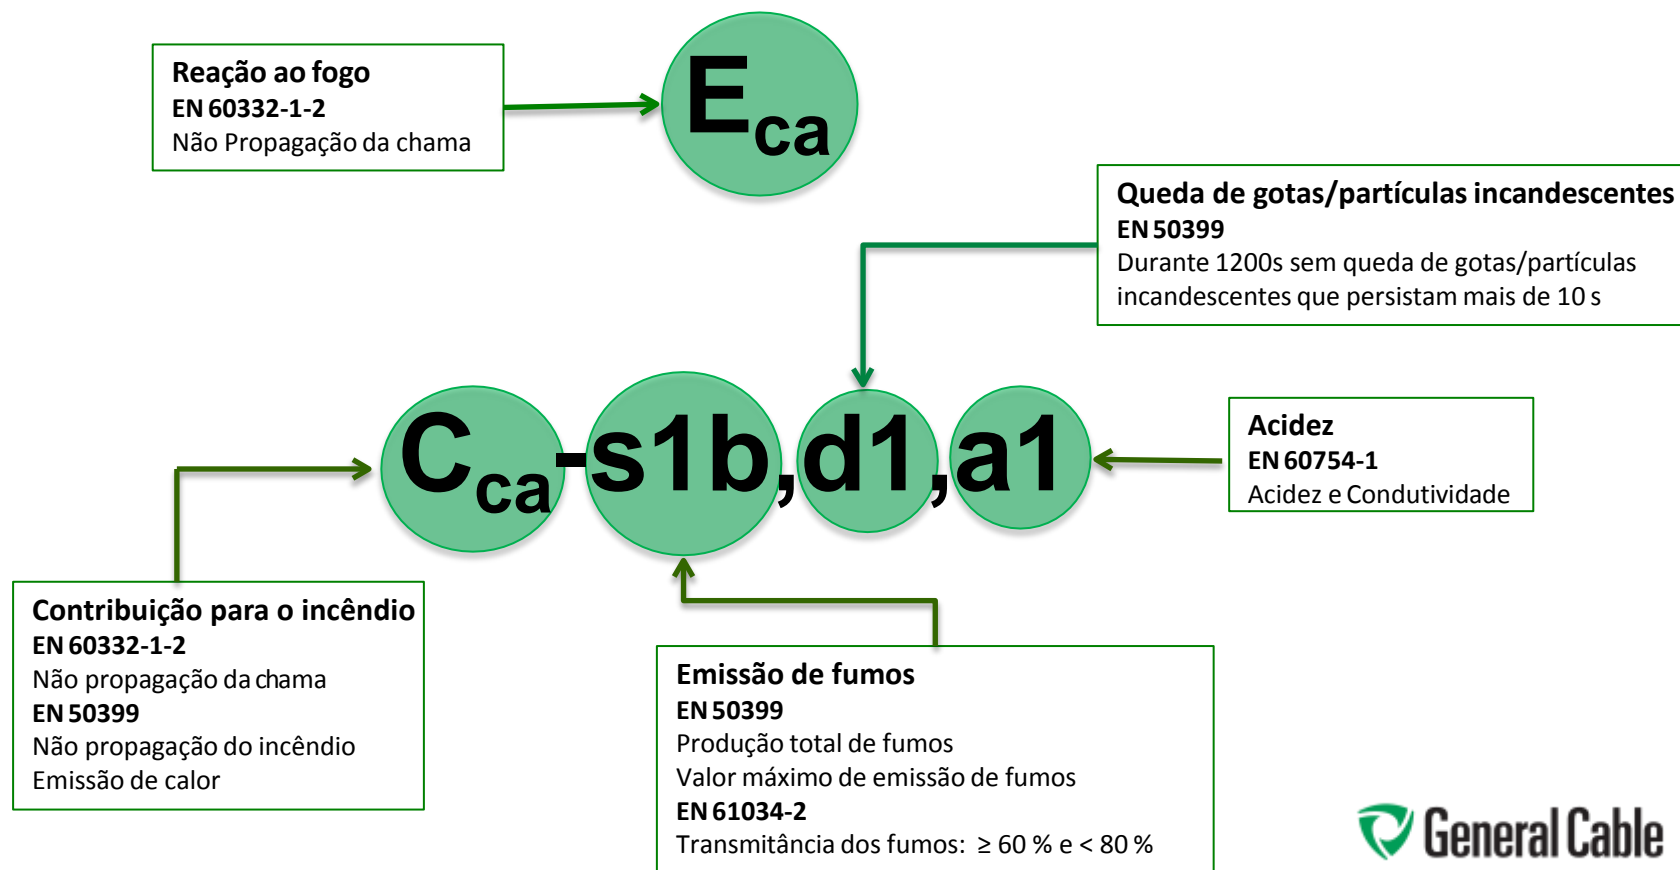 Reação ao fogo
EN 60332-1-2
Não Propagação da chama
Eca
Queda de gotas/partículas incandescentes
EN 50399
Durante 1200s sem queda de gotas/partículas
incandescentes que persistam mais de 10 s
Cca-s1b,d1,a1
Acidez
EN 60754-1
Acidez e Condutividade
Contribuição para o incêndio
EN 60332-1-2
Não propagação da chama
EN 50399
Não propagação do incêndio
Emissão de calor
Emissão de fumos
EN 50399
Produção total de fumos
Valor máximo de emissão de fumos
EN 61034-2
Transmitância dos fumos: ≥ 60 % e < 80 %
General Cable